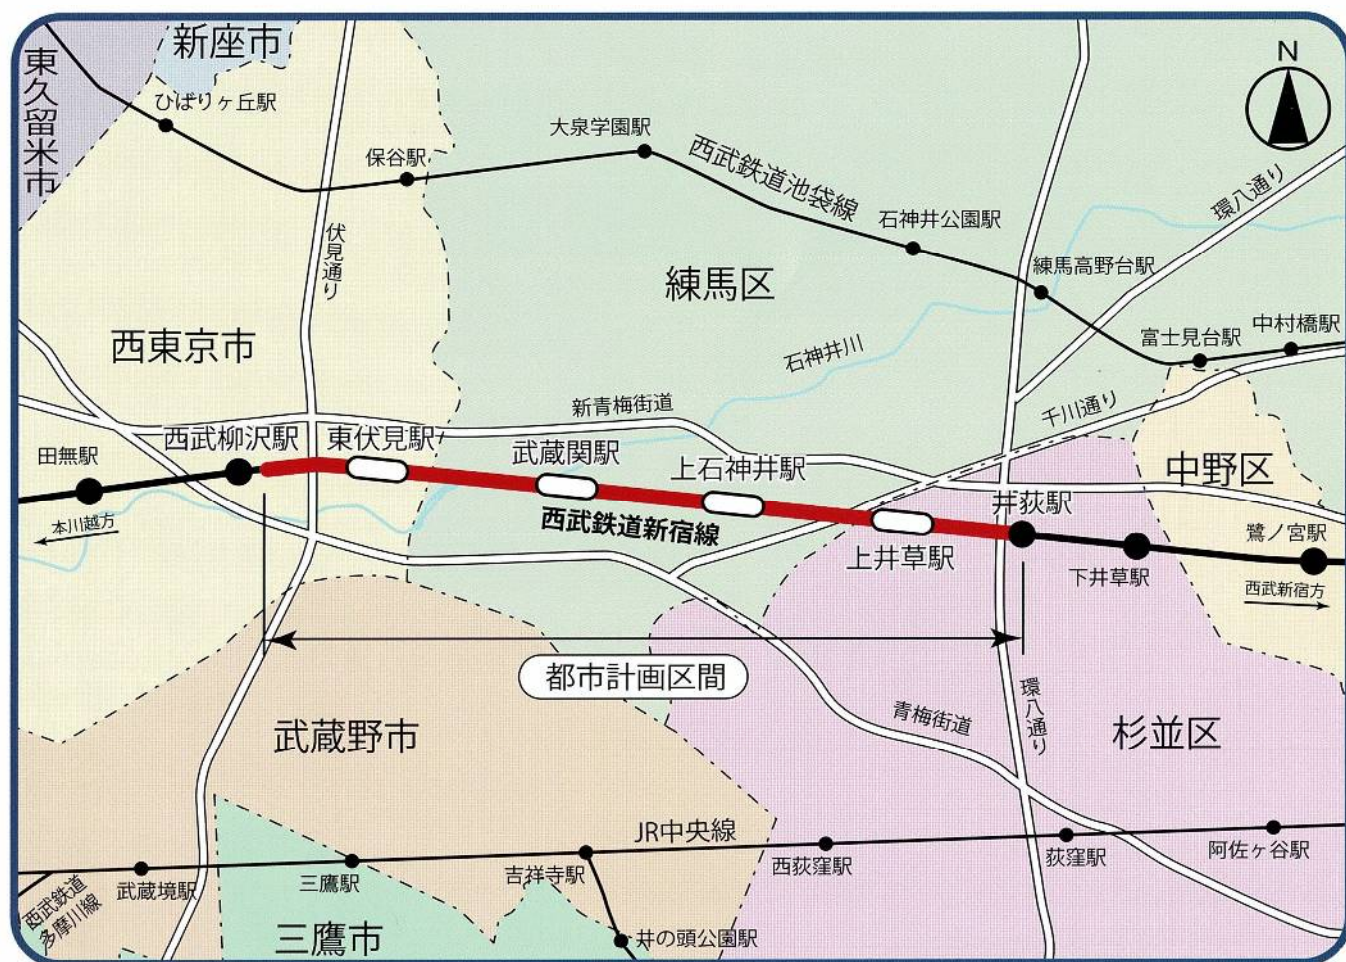 新座市
N
東久留米市
ひばりヶ丘駅
保谷駅
大泉学園駅
西武鉄道池袋線
石神井公園駅
環八通り
練馬高野台駅
伏見通り
練馬区
富士見台駅
中村橋駅
西東京市
石神井川
新青梅街道
千川通り
田無駅
西武柳沢駅
東伏見駅
武蔵関駅
上石神井駅
井荻駅
中野区
本川越方
西武鉄道新宿線
上井草駅
下井草駅
鷺ノ宮駅
西武新宿方
都市計画区間
武蔵野市
青梅街道
環八通り
杉並区
JR中央線
武蔵境駅
三鷹駅
吉祥寺駅
西荻窪駅
荻窪駅
阿佐ヶ谷駅
西武鉄道
多摩川線
三鷹市
井の頭公園駅